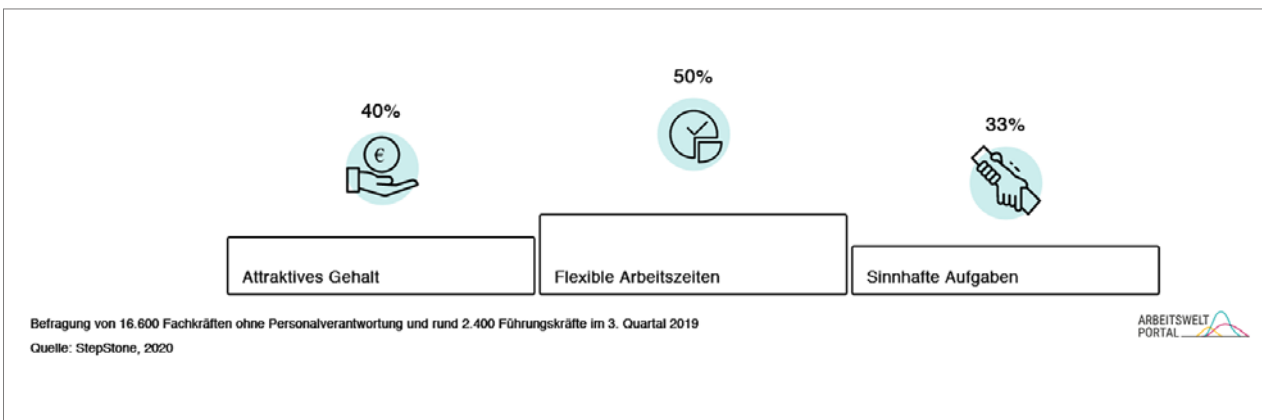 50%
40%
33%
€
Attraktives Gehalt
Flexible Arbeitszeiten
Sinnhafte Aufgaben
Befragung von 16.600 Fachkräften ohne Personalverantwortung und rund 2.400 Führungskräfte im 3. Quartal 2019
Quelle: StepStone, 2020
ARBEITSWELT
PORTAL